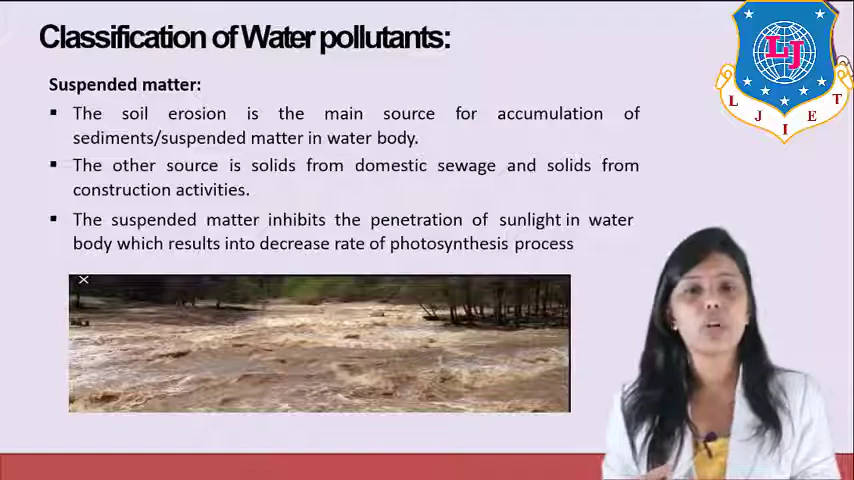 Classification of Water pollutants:
Suspended matter:
▪ The soil erosion is the main source for accumulation of
sediments/suspended matter in water body.
▪ The other source is solids from domestic sewage and solids from
construction activities.
▪ The suspended matter inhibits the penetration of sunlight in water
body which results into decrease rate of photosynthesis process
LJ
L J I E T